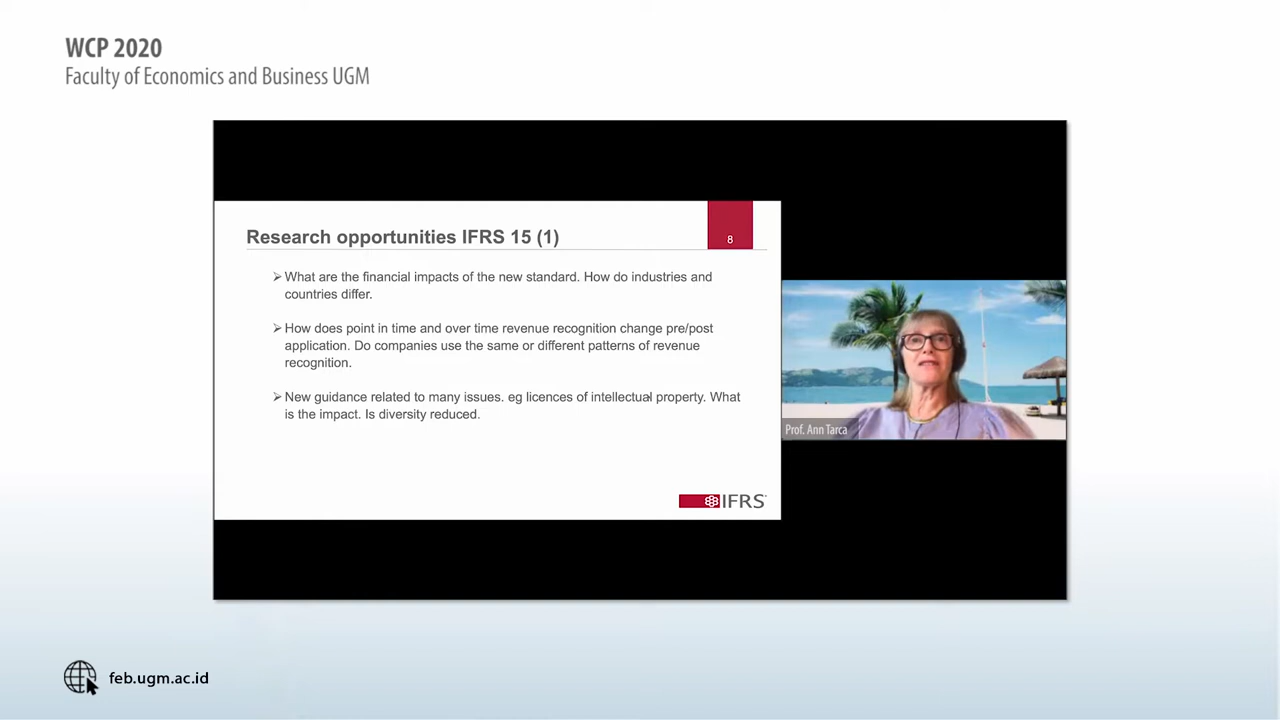 WCP 2020
Faculty of Economics and Business UGM
Research opportunities IFRS 15 (1)
8
➢ What are the financial impacts of the new standard. How do industries and
countries differ.
➢ How does point in time and over time revenue recognition change pre/post
application. Do companies use the same or different patterns of revenue
recognition.
➢ New guidance related to many issues. eg licences of intellectual property. What
is the impact. Is diversity reduced.
IFRS
Prof. Ann Tarca
feb.ugm.ac.id